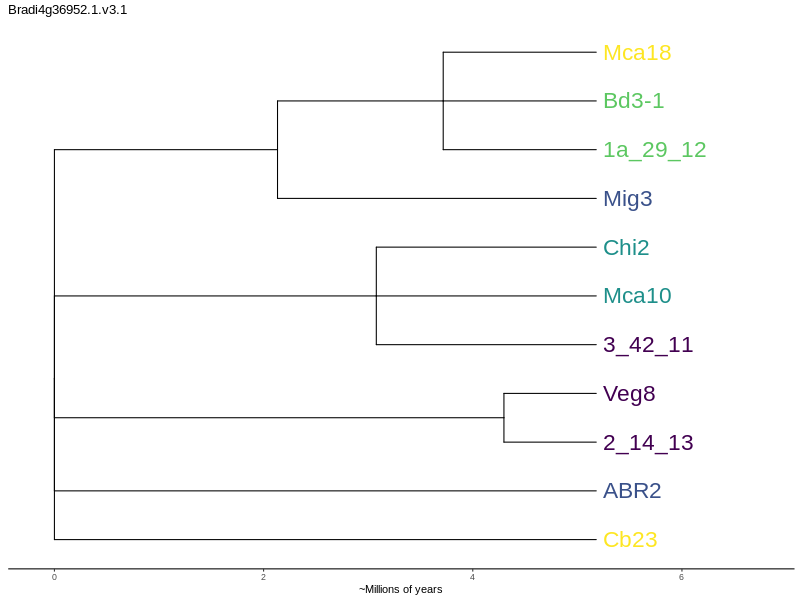 Bradi4g36952.1.v3.1
Mca18
Bd3-1
1a_29_12
Mig3
Chi2
Mca10
3_42_11
Veg8
2_14_13
ABR2
Cb23
0 2 4 6
~Millions of years